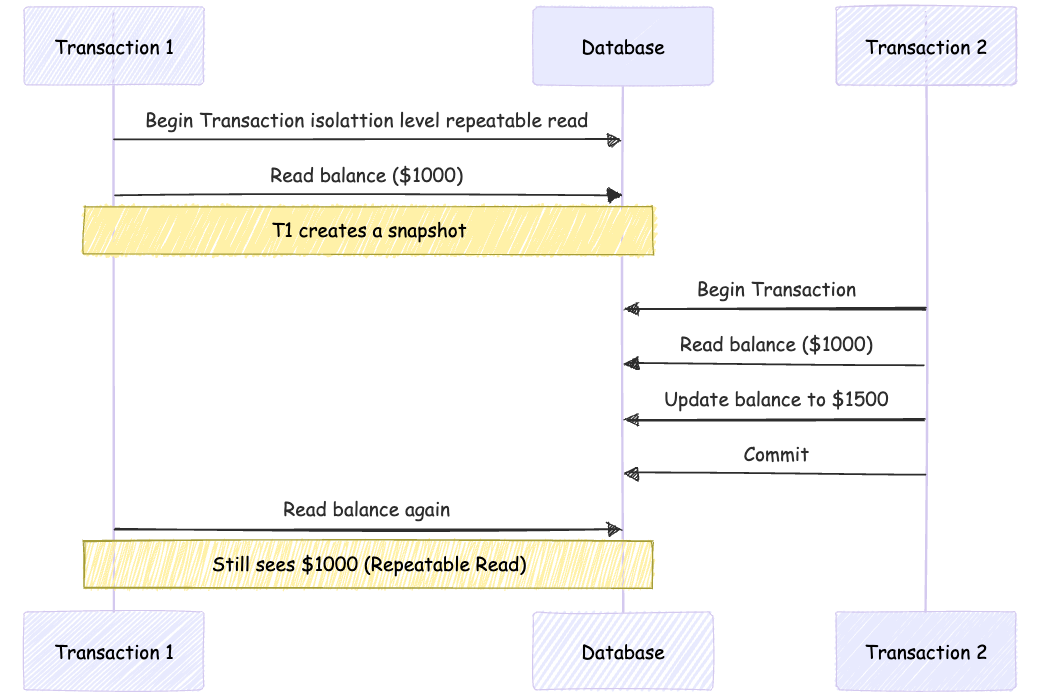 Transaction 1
Database
Transaction 2
Begin Transaction isolattion level repeatable read
Read balance ($1000)
T1 creates a snapshot
Begin Transaction
Read balance ($1000)
Update balance to $1500
Commit
Read balance again
Still sees $1000 (Repeatable Read)
Transaction 1
Database
Transaction 2